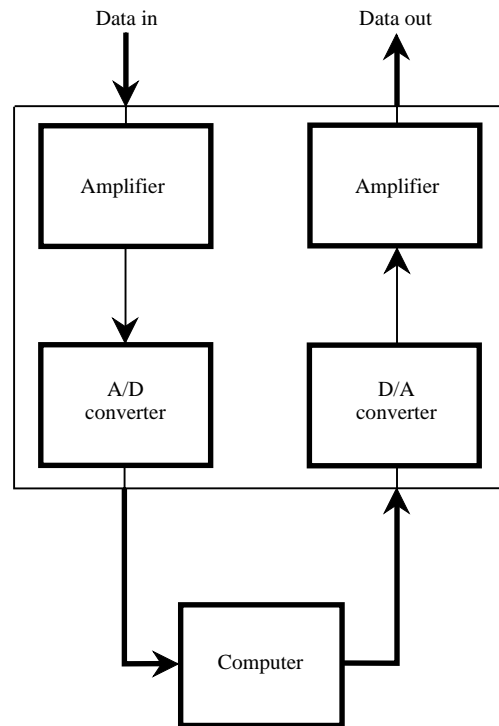 Data in
Data out
Amplifier
Amplifier
A/D
converter
D/A
converter
Computer